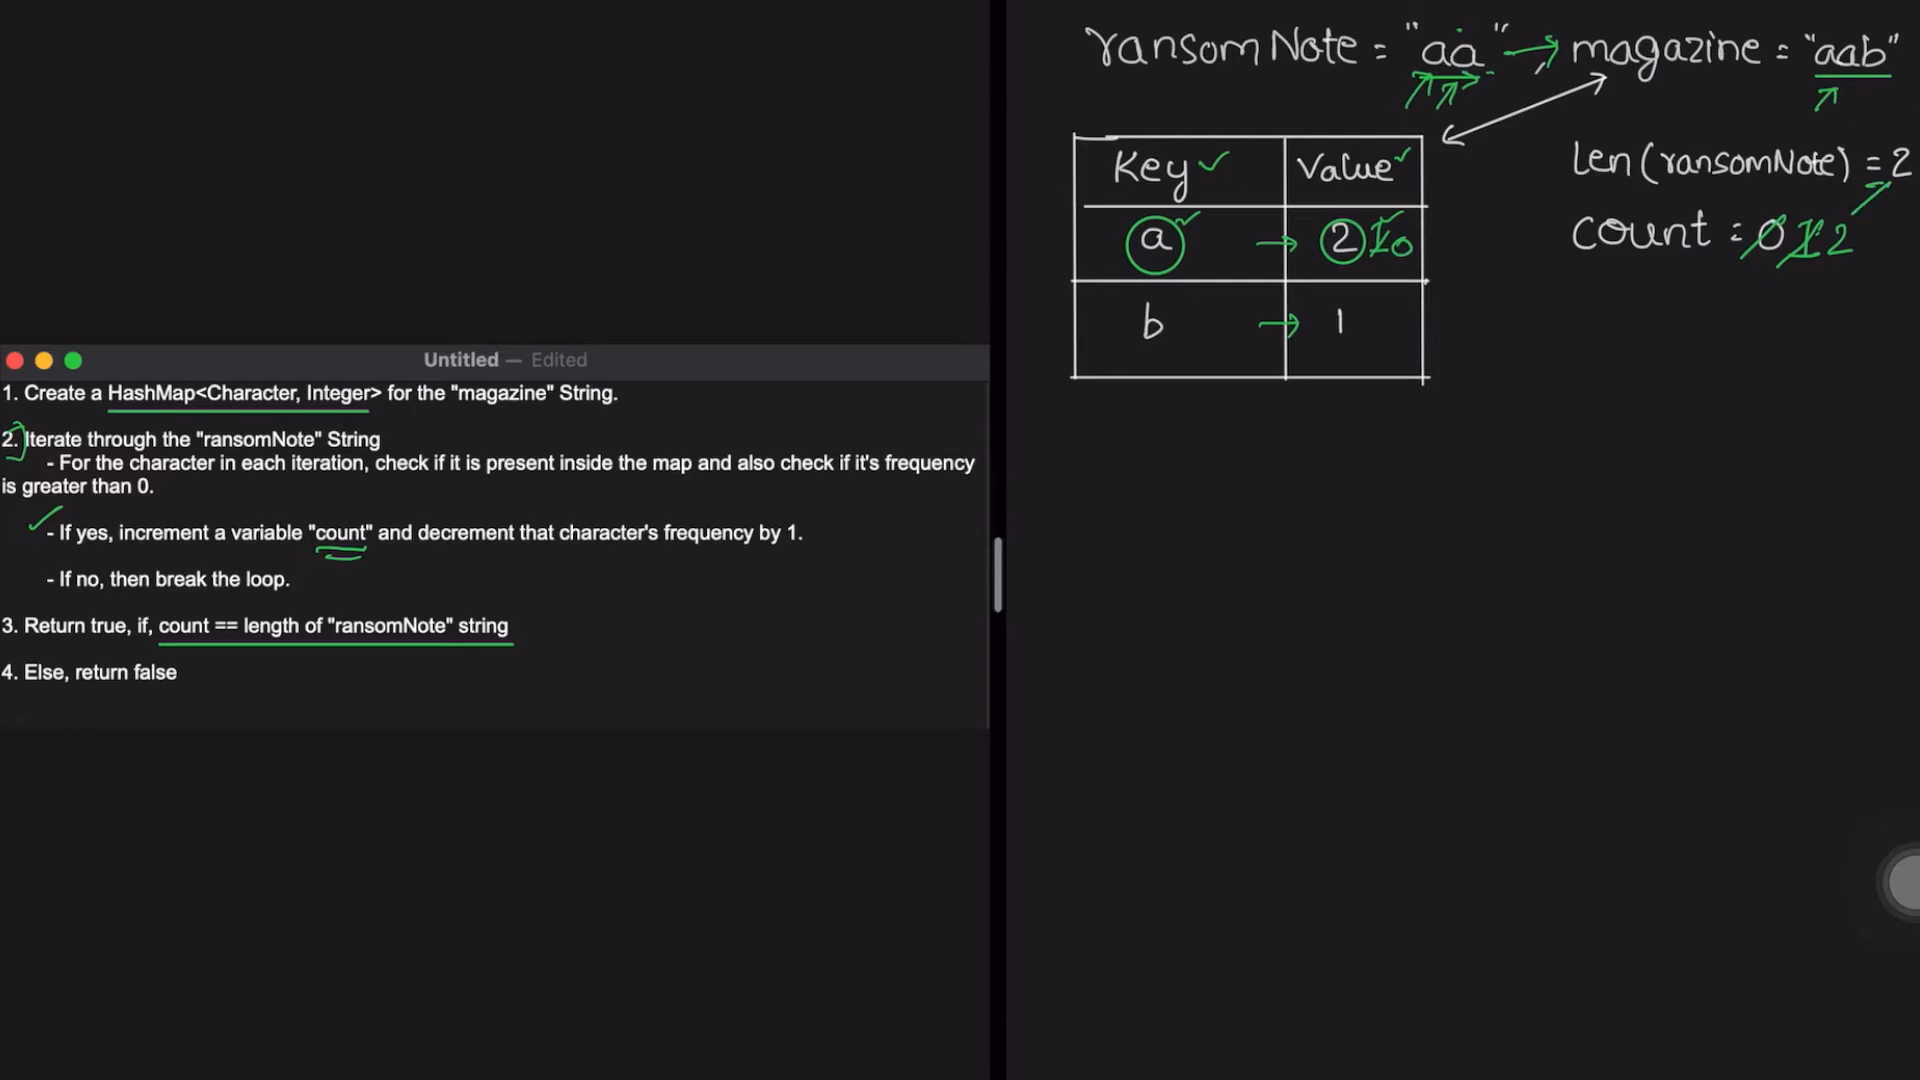 Untitled — Edited
1. Create a HashMap<Character, Integer> for the "magazine" String.
2. Iterate through the "ransomNote" String
- For the character in each iteration, check if it is present inside the map and also check if it's frequency
is greater than 0.
- If yes, increment a variable "count" and decrement that character's frequency by 1.
- If no, then break the loop.
3. Return true, if, count == length of "ransomNote" string
4. Else, return false
ransomNote = "aa" → magazine = "aab"
Key Value
a → 2 1 0
b → 1
len(ransomNote) = 2
count = 0 1 2